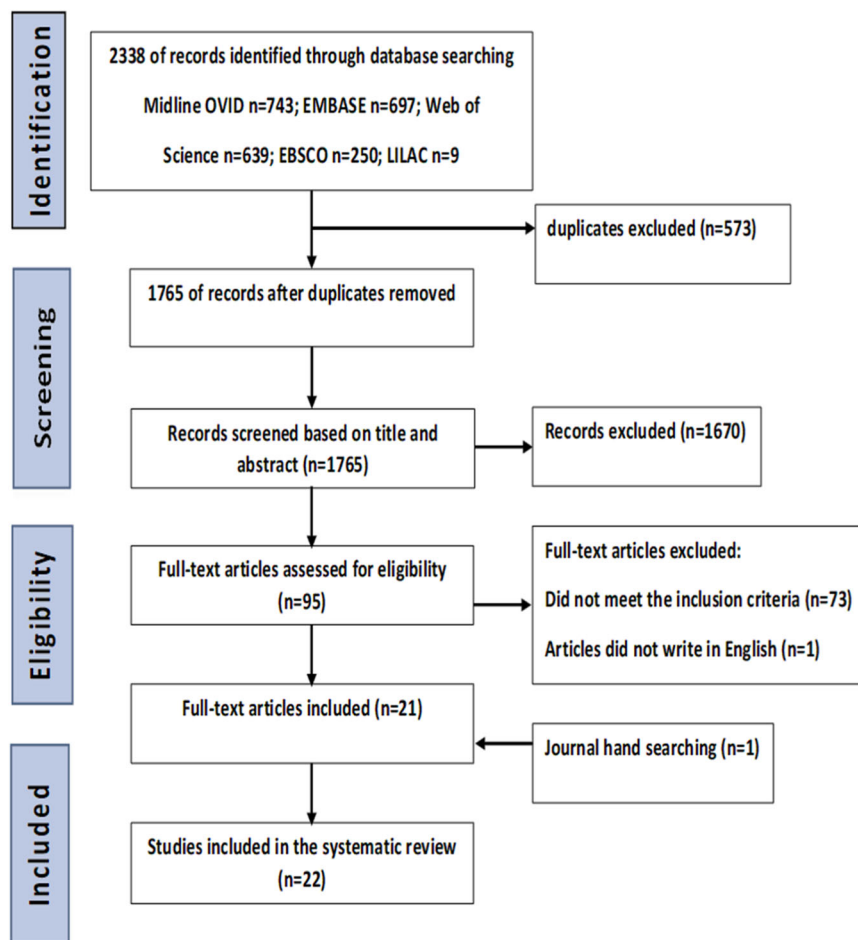 Identification
2338 of records identified through database searching
Midline OVID n=743; EMBASE n=697; Web of
Science n=639; EBSCO n=250; LILAC n=9
duplicates excluded (n=573)
Screening
1765 of records after duplicates removed
Records screened based on title and
abstract (n=1765)
Records excluded (n=1670)
Eligibility
Full-text articles assessed for eligibility
(n=95)
Full-text articles excluded:
Did not meet the inclusion criteria (n=73)
Articles did not write in English (n=1)
Full-text articles included (n=21)
Journal hand searching (n=1)
Included
Studies included in the systematic review
(n=22)